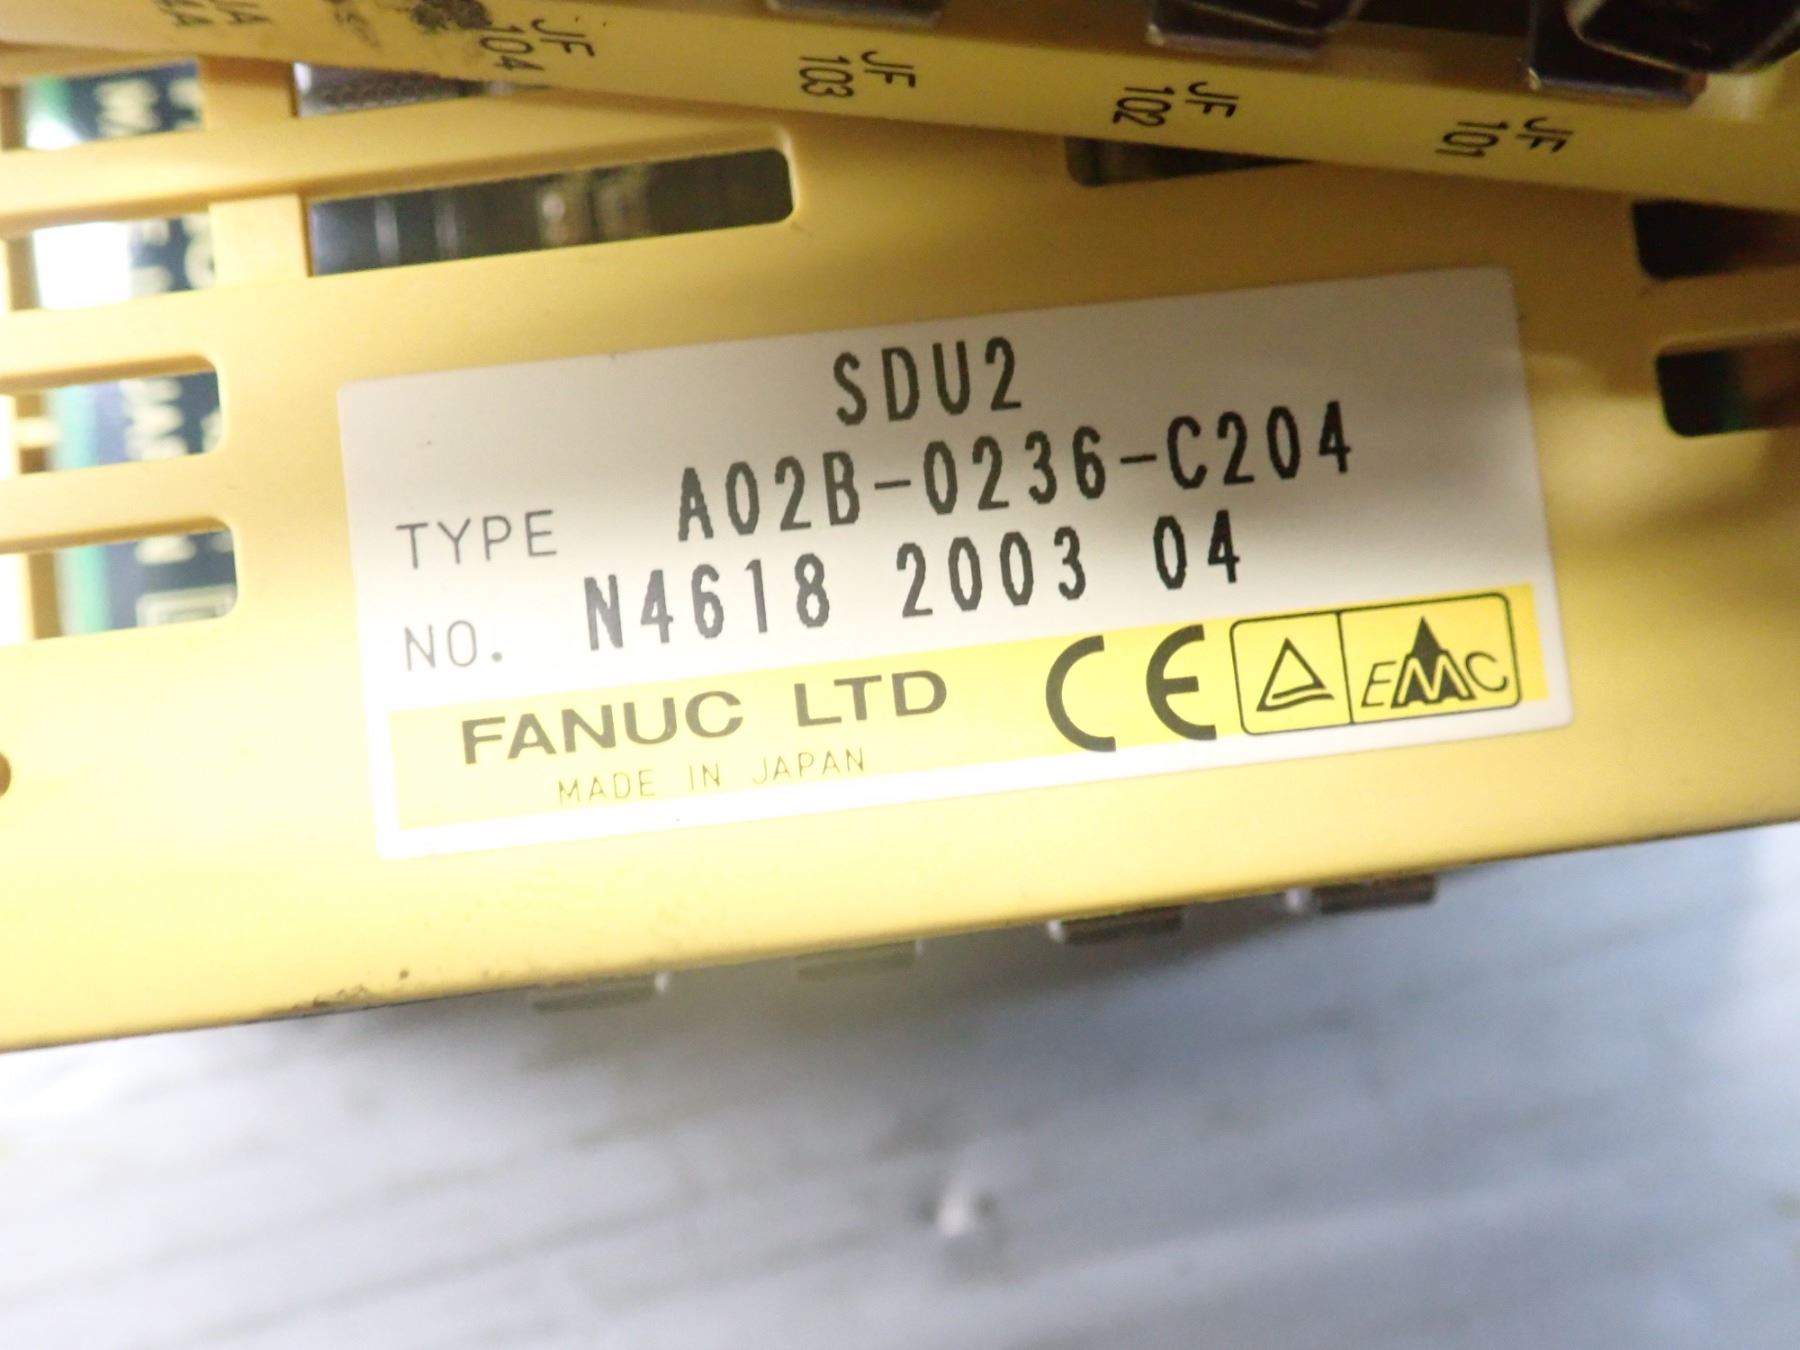 JF
104
JF
103
JF
102
JF
101
SDU2
TYPE A02B-0236-C204
NO. N4618 2003 04
FANUC LTD
MADE IN JAPAN
CE
EMC